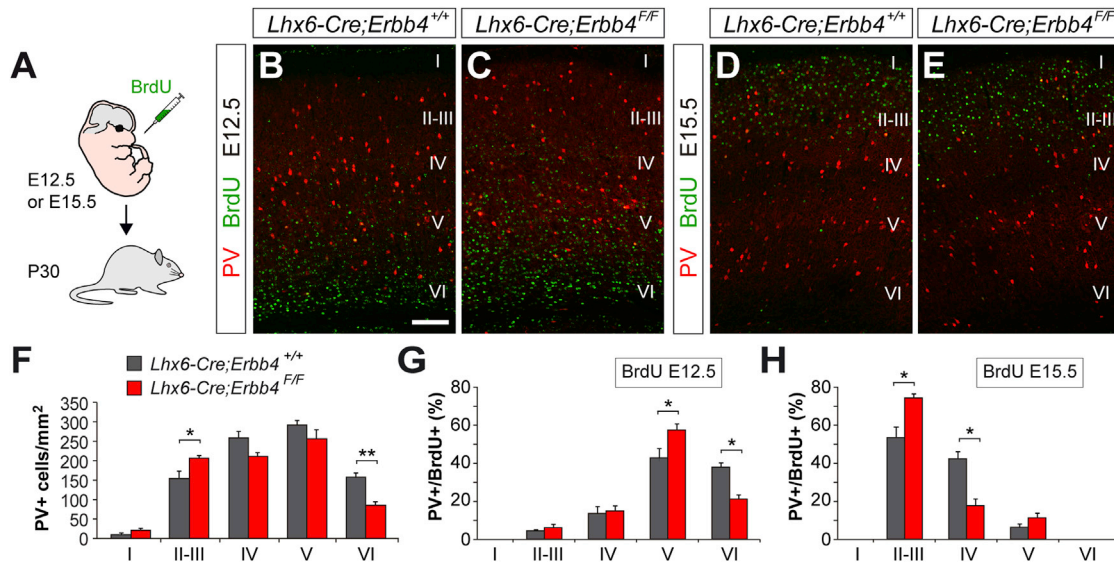 Lhx6-Cre;Erbb4+/+
Lhx6-Cre;Erbb4F/F
Lhx6-Cre;Erbb4+/+
Lhx6-Cre;Erbb4F/F
A
BrdU
E12.5
or E15.5
P30
PV BrdU E12.5
B
I
II-III
IV
V
VI
C
I
II-III
IV
V
VI
PV BrdU E15.5
D
I
II-III
IV
V
VI
E
I
II-III
IV
V
VI
F
Lhx6-Cre;Erbb4+/+
Lhx6-Cre;Erbb4F/F
PV+ cells/mm2
350
300
250
200
150
100
50
0
*
**
I II-III IV V VI
G
BrdU E12.5
PV+/BrdU+ (%)
80
60
40
20
0
*
*
I II-III IV V VI
H
BrdU E15.5
PV+/BrdU+ (%)
80
60
40
20
0
*
*
I II-III IV V VI